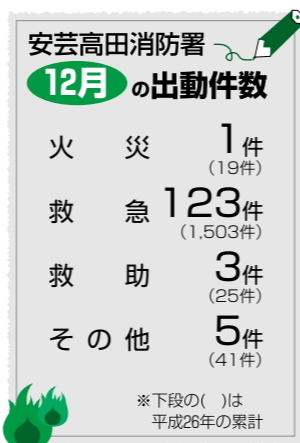 安芸高田消防署
12月の出動件数
火災 1件
(19件)
救急 123件
(1,503件)
救助 3件
(25件)
その他 5件
(41件)
※下段の( )は
平成26年の累計